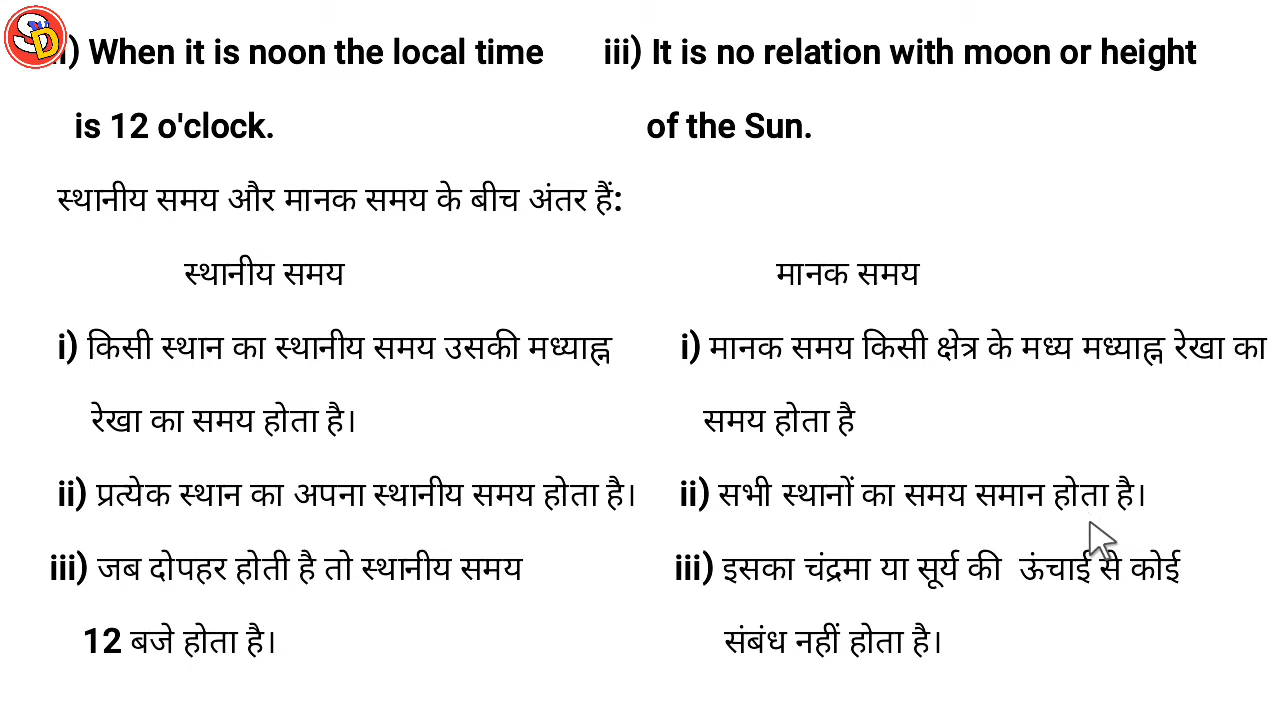 SD
i) When it is noon the local time iii) It is no relation with moon or height
is 12 o'clock. of the Sun.
स्थानीय समय और मानक समय के बीच अंतर हैं:
स्थानीय समय मानक समय
i) किसी स्थान का स्थानीय समय उसकी मध्याह्न i) मानक समय किसी क्षेत्र के मध्य मध्याह्न रेखा का
रेखा का समय होता है। समय होता है
ii) प्रत्येक स्थान का अपना स्थानीय समय होता है। ii) सभी स्थानों का समय समान होता है।
iii) जब दोपहर होती है तो स्थानीय समय iii) इसका चंद्रमा या सूर्य की ऊंचाई से कोई
12 बजे होता है। संबंध नहीं होता है।